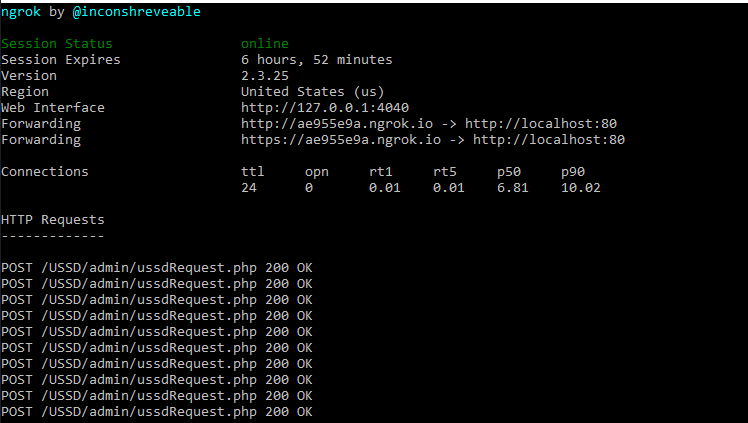 ngrok by @inconshreveable
Session Status online
Session Expires 6 hours, 52 minutes
Version 2.3.25
Region United States (us)
Web Interface http://127.0.0.1:4040
Forwarding http://ae955e9a.ngrok.io -> http://localhost:80
Forwarding https://ae955e9a.ngrok.io -> http://localhost:80
Connections ttl opn rt1 rt5 p50 p90
24 0 0.01 0.01 6.81 10.02
HTTP Requests
-------------
POST /USSD/admin/ussdRequest.php 200 OK
POST /USSD/admin/ussdRequest.php 200 OK
POST /USSD/admin/ussdRequest.php 200 OK
POST /USSD/admin/ussdRequest.php 200 OK
POST /USSD/admin/ussdRequest.php 200 OK
POST /USSD/admin/ussdRequest.php 200 OK
POST /USSD/admin/ussdRequest.php 200 OK
POST /USSD/admin/ussdRequest.php 200 OK
POST /USSD/admin/ussdRequest.php 200 OK
POST /USSD/admin/ussdRequest.php 200 OK